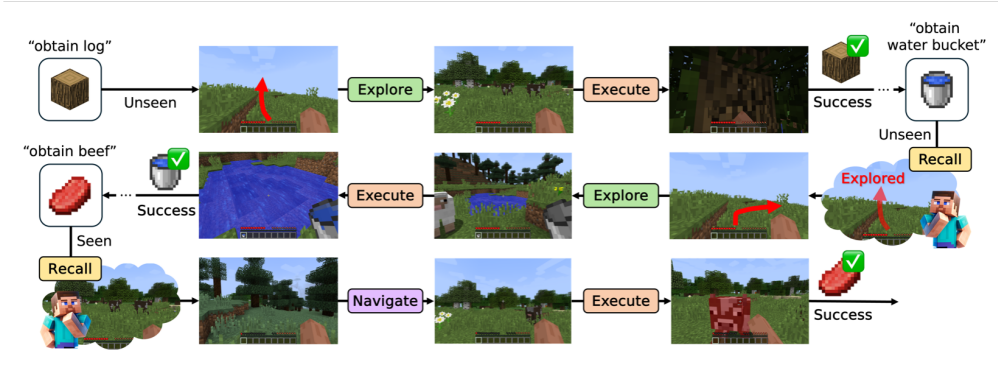 “obtain log”
Unseen
Explore
Execute
Success
...
“obtain
water bucket”
Unseen
Recall
Explored
Explore
Execute
Success
...
“obtain beef”
Seen
Recall
Navigate
Execute
Success